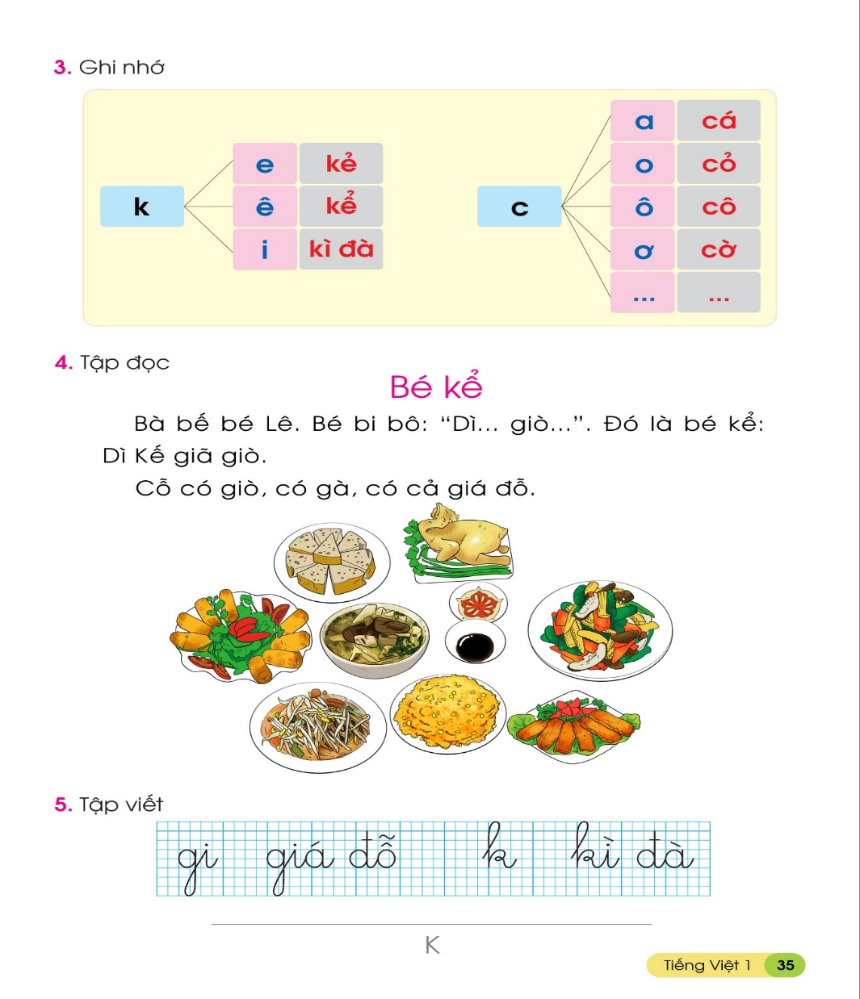 3. Ghi nhớ
a cá
e kẻ o cỏ
k ê kể c ô cô
i kì đà ơ cờ
... ...
4. Tập đọc
Bé kể
Bà bế bé Lê. Bé bi bô: “Dì... giò...”. Đó là bé kể:
Dì Kế giã giò.
Cỗ có giò, có gà, có cả giá đỗ.
5. Tập viết
gi giá đỗ k kì đà
K
Tiếng Việt 1 35